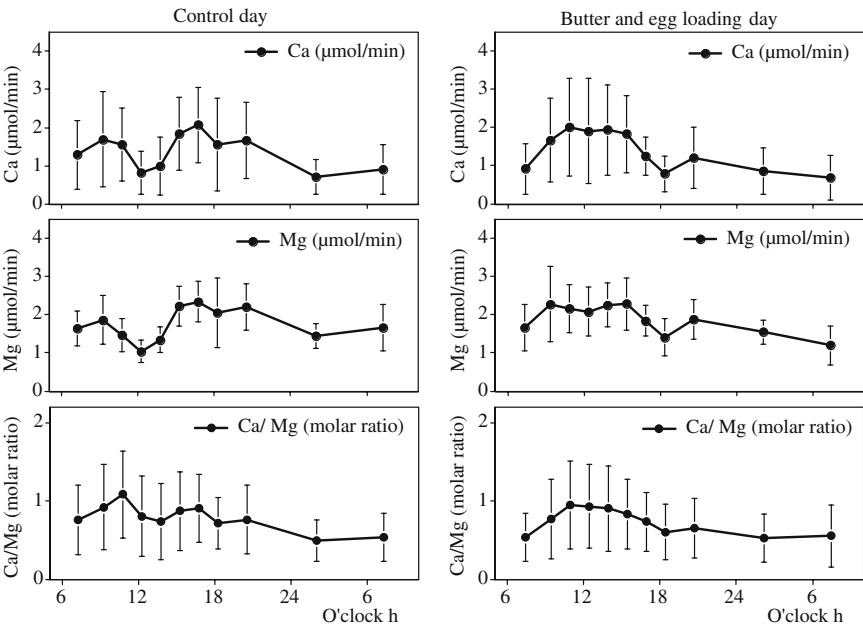 Control day
Butter and egg loading day
Ca (μmol/min)
4
3
2
1
0
Ca (μmol/min)
Ca (μmol/min)
4
3
2
1
0
Ca (μmol/min)
Mg (μmol/min)
4
3
2
1
0
Mg (μmol/min)
Mg (μmol/min)
4
3
2
1
0
Mg (μmol/min)
Ca/Mg (molar ratio)
2
1
0
Ca/ Mg (molar ratio)
6 12 18 24 6
O'clock h
Ca/Mg (molar ratio)
2
1
0
Ca/ Mg (molar ratio)
6 12 18 24 6
O'clock h